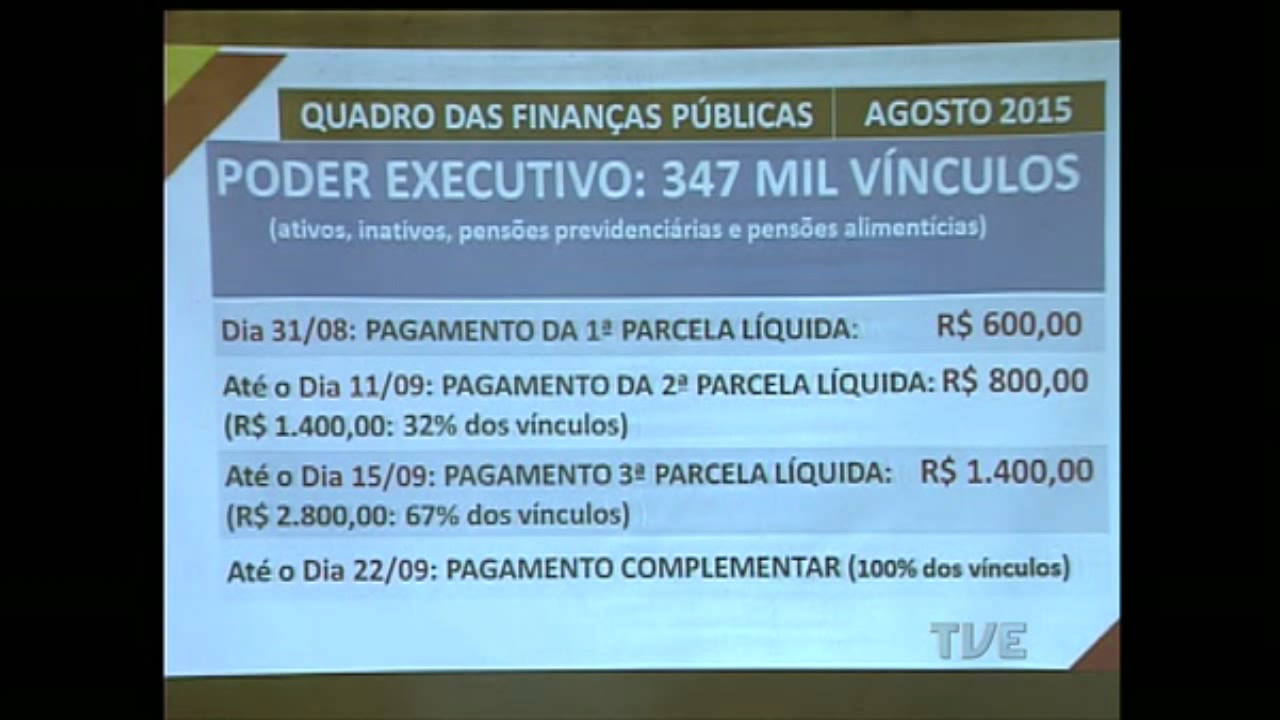 QUADRO DAS FINANÇAS PÚBLICAS AGOSTO 2015
PODER EXECUTIVO: 347 MIL VÍNCULOS
(ativos, inativos, pensões previdenciárias e pensões alimentícias)
Dia 31/08: PAGAMENTO DA 1ª PARCELA LÍQUIDA: R$ 600,00
Até o Dia 11/09: PAGAMENTO DA 2ª PARCELA LÍQUIDA: R$ 800,00
(R$ 1.400,00: 32% dos vínculos)
Até o Dia 15/09: PAGAMENTO 3ª PARCELA LÍQUIDA: R$ 1.400,00
(R$ 2.800,00: 67% dos vínculos)
Até o Dia 22/09: PAGAMENTO COMPLEMENTAR (100% dos vínculos)
TVE